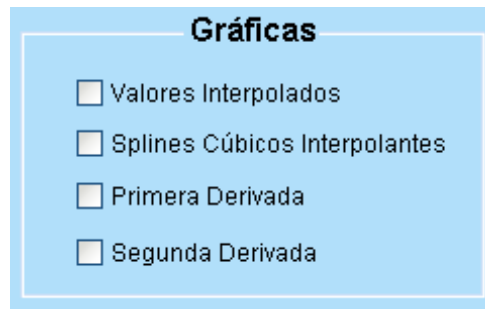 Gráficas
Valores Interpolados
Splines Cúbicos Interpolantes
Primera Derivada
Segunda Derivada